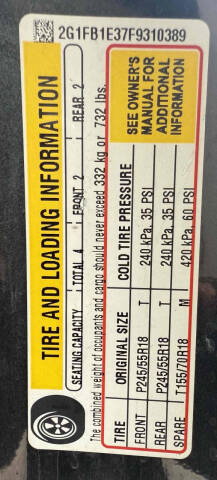 2G1FB1E37F9310389
TIRE AND LOADING INFORMATION
SEATING CAPACITY TOTAL 4 FRONT 2 REAR 2
The combined weight of occupants and cargo should never exceed 332 kg or 732 lbs.
TIRE ORIGINAL SIZE COLD TIRE PRESSURE
FRONT P245/55R18 T 240 kPa, 35 PSI
REAR P245/55R18 T 240 kPa, 35 PSI
SPARE T155/70R18 M 420 kPa, 60 PSI
SEE OWNER'S
MANUAL FOR
ADDITIONAL
INFORMATION